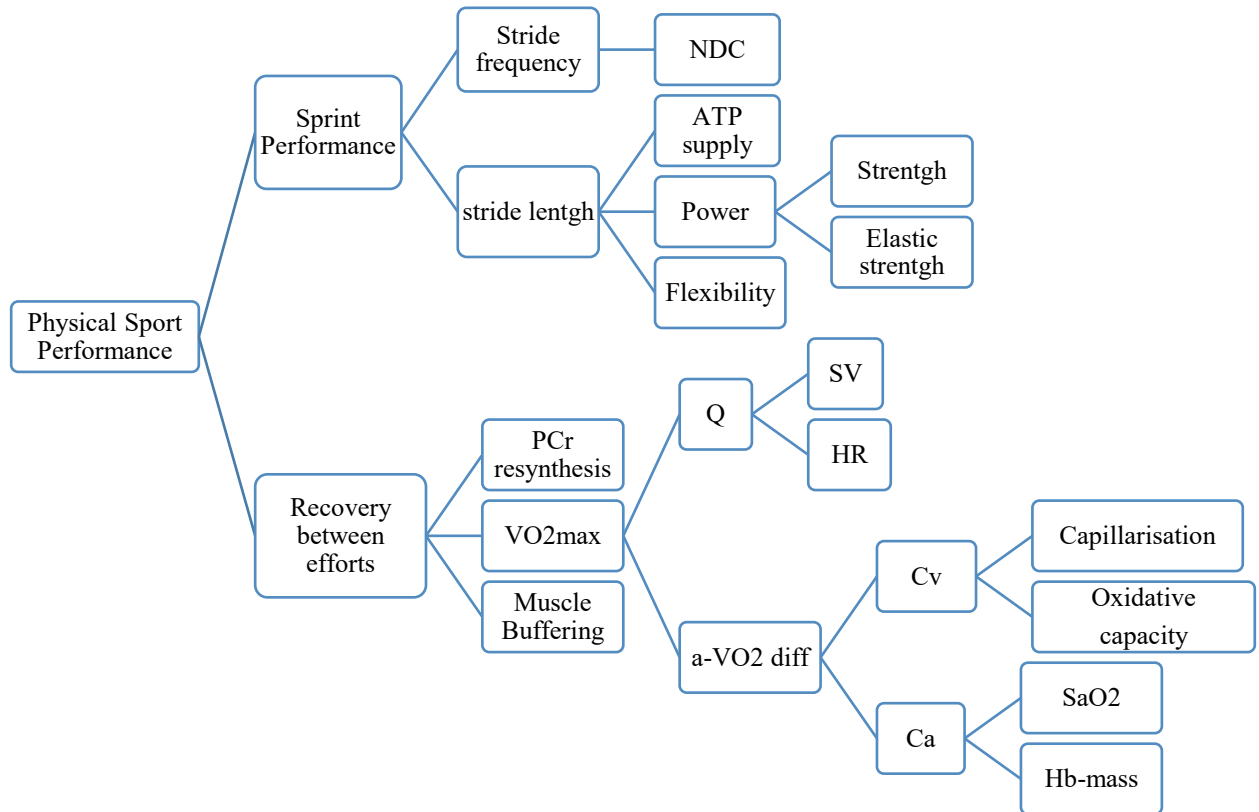 Physical Sport
Performance
Sprint
Performance
Stride
frequency
NDC
stride lentgh
ATP
supply
Power
Strentgh
Elastic
strentgh
Flexibility
Recovery
between
efforts
PCr
resynthesis
VO2max
Q
SV
HR
a-VO2 diff
Cv
Capillarisation
Oxidative
capacity
Ca
SaO2
Hb-mass
Muscle
Buffering